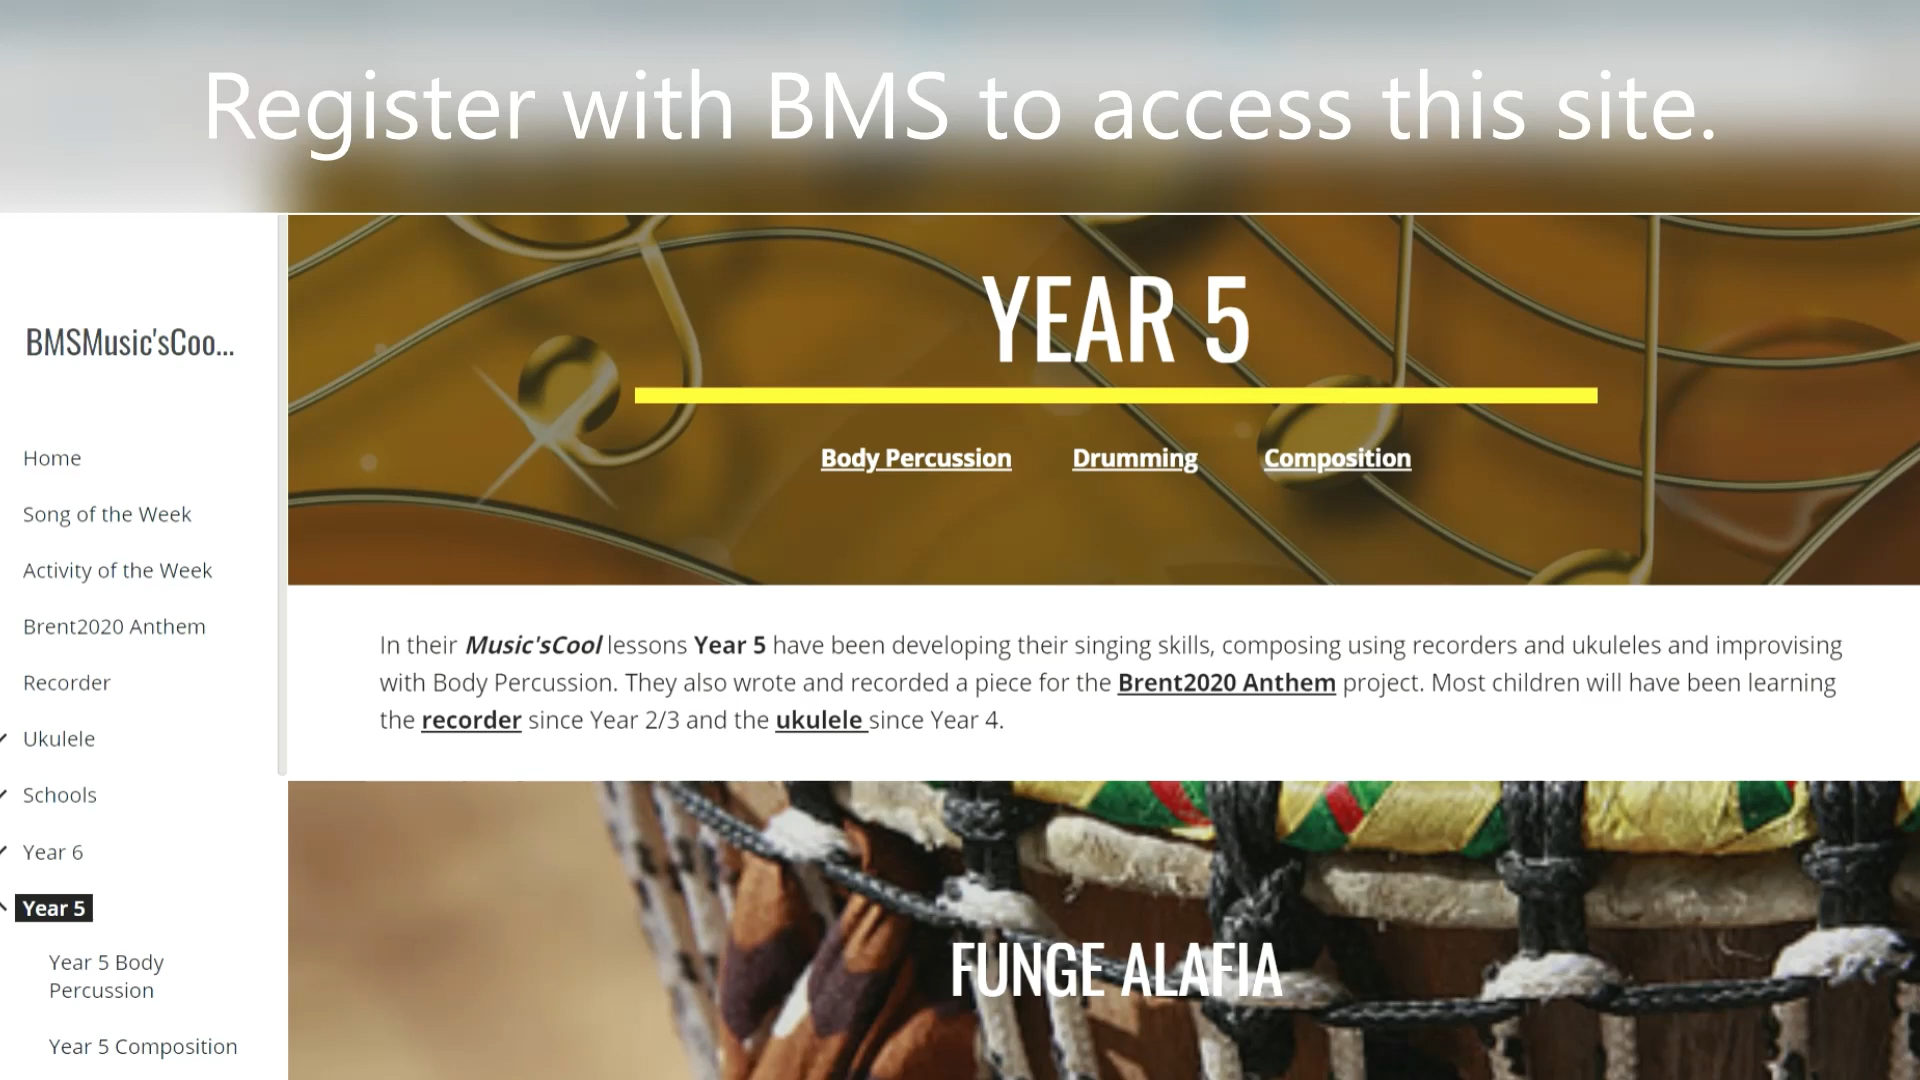 Register with BMS to access this site.
BMSMusic'sCoo...
Home
Song of the Week
Activity of the Week
Brent2020 Anthem
Recorder
Ukulele
Schools
Year 6
Year 5
Year 5 Body
Percussion
Year 5 Composition
YEAR 5
Body Percussion Drumming Composition
In their Music'sCool lessons Year 5 have been developing their singing skills, composing using recorders and ukuleles and improvising
with Body Percussion. They also wrote and recorded a piece for the Brent2020 Anthem project. Most children will have been learning
the recorder since Year 2/3 and the ukulele since Year 4.
FUNGE ALAFIA